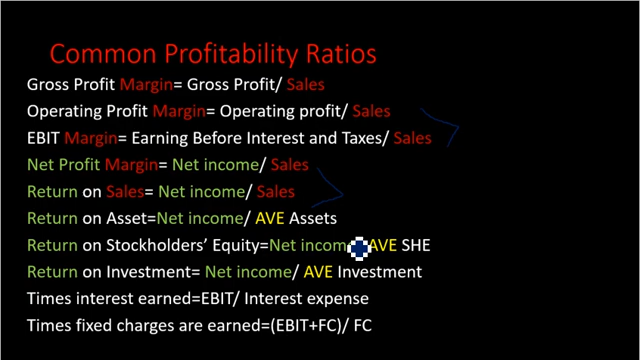 Common Profitability Ratios
Gross Profit Margin= Gross Profit/ Sales
Operating Profit Margin= Operating profit/ Sales
EBIT Margin= Earning Before Interest and Taxes/ Sales
Net Profit Margin= Net income/ Sales
Return on Sales= Net income/ Sales
Return on Asset=Net income/ AVE Assets
Return on Stockholders’ Equity=Net incom AVE SHE
Return on Investment= Net income/ AVE Investment
Times interest earned=EBIT/ Interest expense
Times fixed charges are earned=(EBIT+FC)/ FC